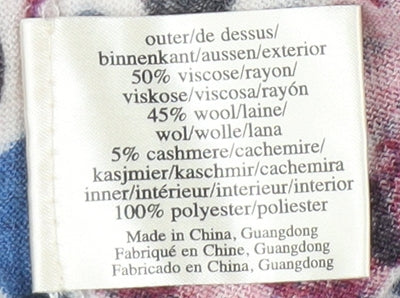 outer/de dessus/
binnenkant/aussen/exterior
50% viscose/rayon/
viskose/viscosa/rayón
45% wool/laine/
wol/wolle/lana
5% cashmere/cachemire/
kasjmier/kaschmir/cachemira
inner/intérieur/interieur/interior
100% polyester/poliester
Made in China, Guangdong
Fabriqué en Chine, Guangdong
Fabricado en China, Guangdong